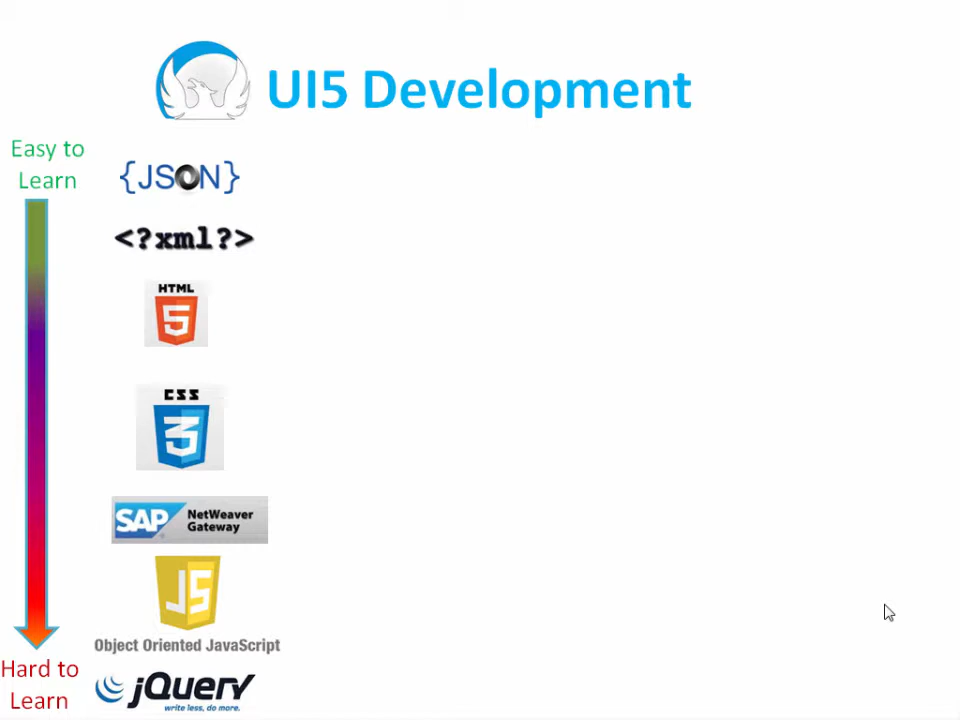 UI5 Development
Easy to
Learn
{JSON}
<?xml?>
HTML
5
CSS
3
SAP NetWeaver
Gateway
JS
Object Oriented JavaScript
Hard to
Learn
jQuery
write less, do more.